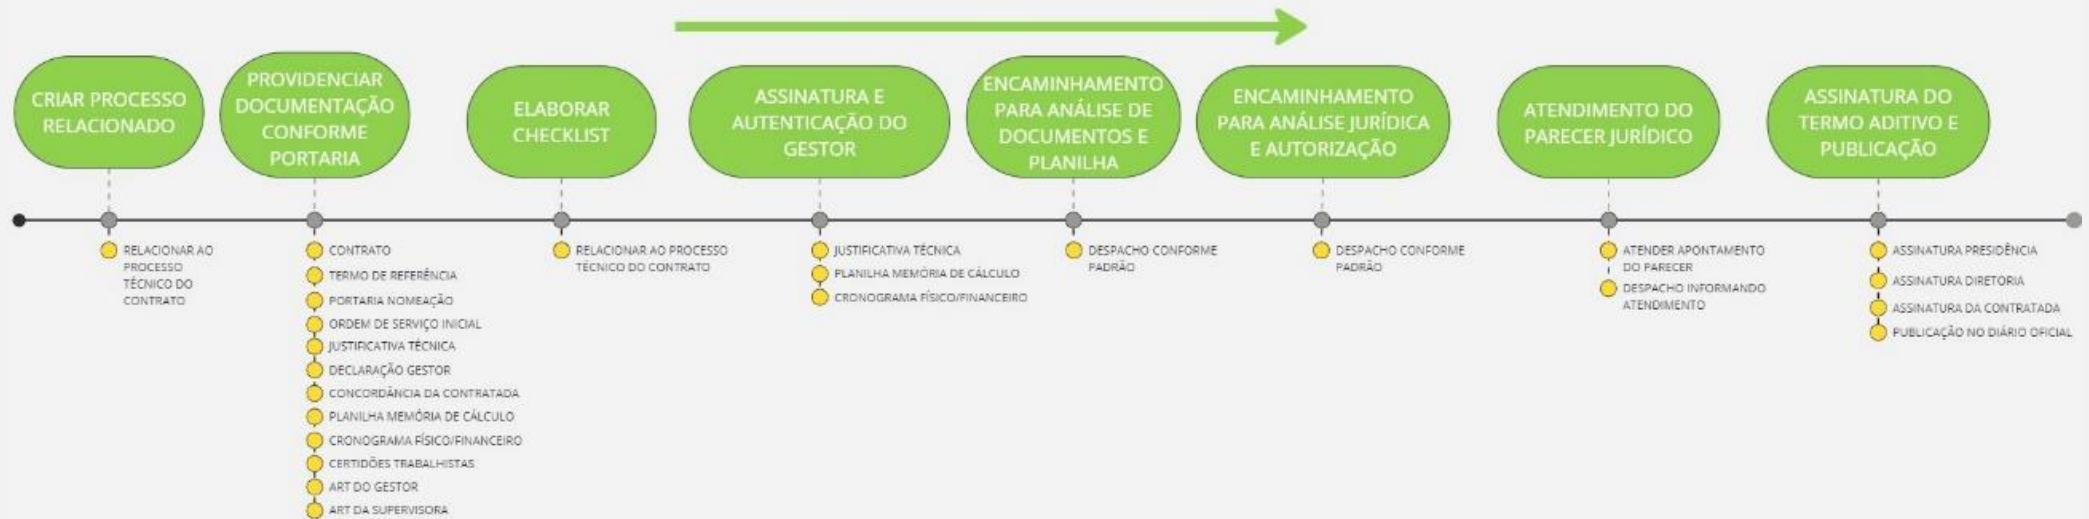 CRIAR PROCESSO
RELACIONADO
PROVIDENCIAR
DOCUMENTAÇÃO
CONFORME
PORTARIA
ELABORAR
CHECKLIST
ASSINATURA E
AUTENTICAÇÃO DO
GESTOR
ENCAMINHAMENTO
PARA ANÁLISE DE
DOCUMENTOS E
PLANILHA
ENCAMINHAMENTO
PARA ANÁLISE JURÍDICA
E AUTORIZAÇÃO
ATENDIMENTO DO
PARECER JURÍDICO
ASSINATURA DO
TERMO ADITIVO E
PUBLICAÇÃO
RELACIONAR AO
PROCESSO
TÉCNICO DO
CONTRATO
CONTRATO
TERMO DE REFERÊNCIA
PORTARIA NOMEAÇÃO
ORDEM DE SERVIÇO INICIAL
JUSTIFICATIVA TÉCNICA
DECLARAÇÃO GESTOR
CONCORDÂNCIA DA CONTRATADA
PLANILHA MEMÓRIA DE CÁLCULO
CRONOGRAMA FÍSICO/FINANCEIRO
CERTIDÕES TRABALHISTAS
ART DO GESTOR
ART DA SUPERVISORA
RELACIONAR AO PROCESSO
TÉCNICO DO CONTRATO
JUSTIFICATIVA TÉCNICA
PLANILHA MEMÓRIA DE CÁLCULO
CRONOGRAMA FÍSICO/FINANCEIRO
DESPACHO CONFORME
PADRÃO
DESPACHO CONFORME
PADRÃO
ATENDER APONTAMENTO
DO PARECER
DESPACHO INFORMANDO
ATENDIMENTO
ASSINATURA PRESIDÊNCIA
ASSINATURA DIRETORIA
ASSINATURA DA CONTRATADA
PUBLICAÇÃO NO DIÁRIO OFICIAL